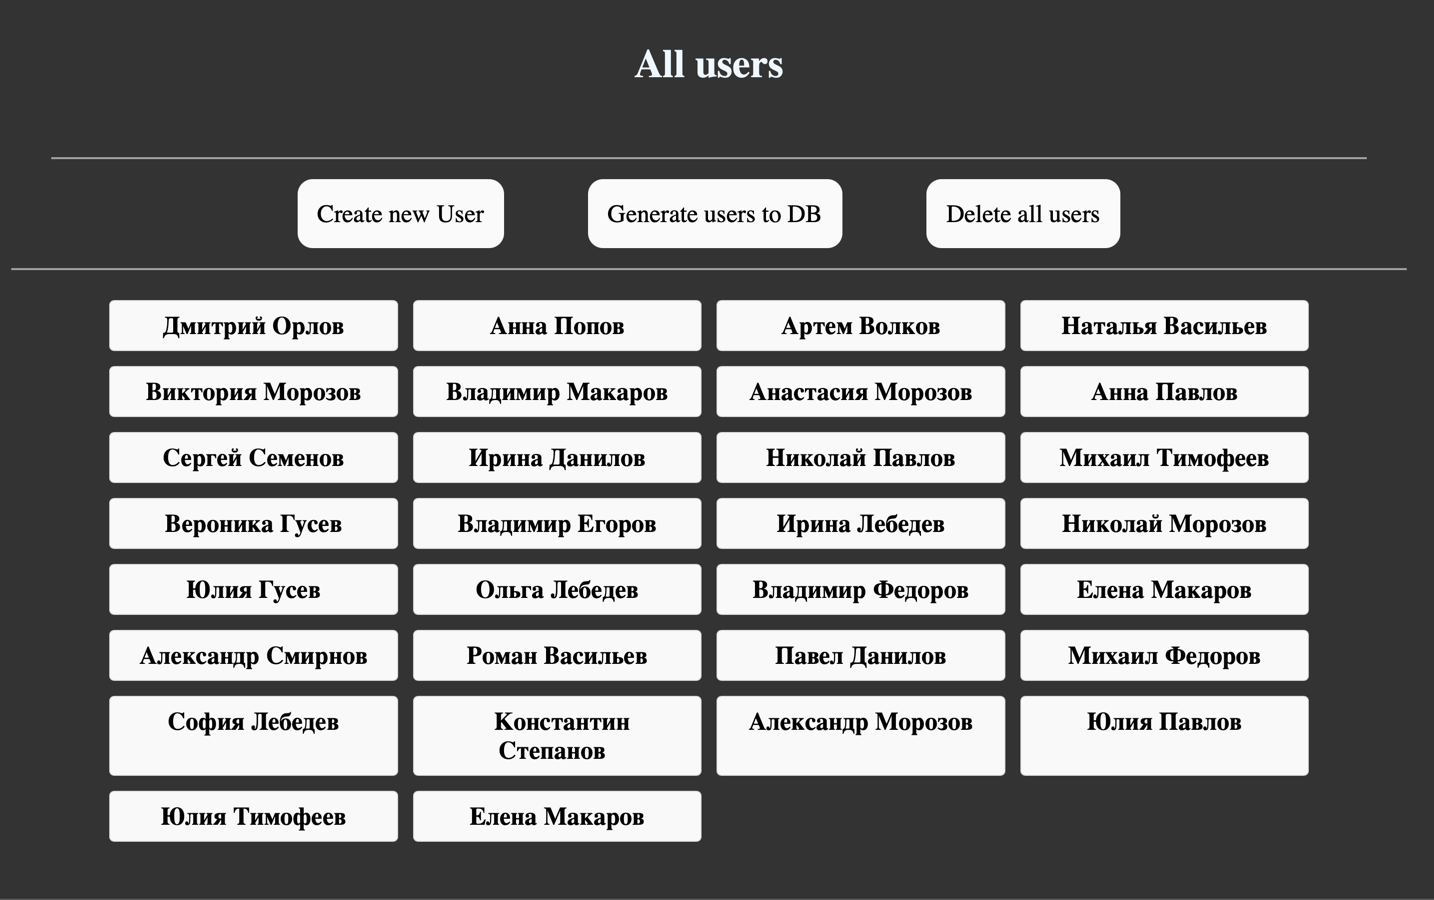 All users
Create new User
Generate users to DB
Delete all users
Дмитрий Орлов
Анна Попов
Артем Волков
Наталья Васильев
Виктория Морозов
Владимир Макаров
Анастасия Морозов
Анна Павлов
Сергей Семенов
Ирина Данилов
Николай Павлов
Михаил Тимофеев
Вероника Гусев
Владимир Егоров
Ирина Лебедев
Николай Морозов
Юлия Гусев
Ольга Лебедев
Владимир Федоров
Елена Макаров
Александр Смирнов
Роман Васильев
Павел Данилов
Михаил Федоров
София Лебедев
Константин
Степанов
Александр Морозов
Юлия Павлов
Юлия Тимофеев
Елена Макаров